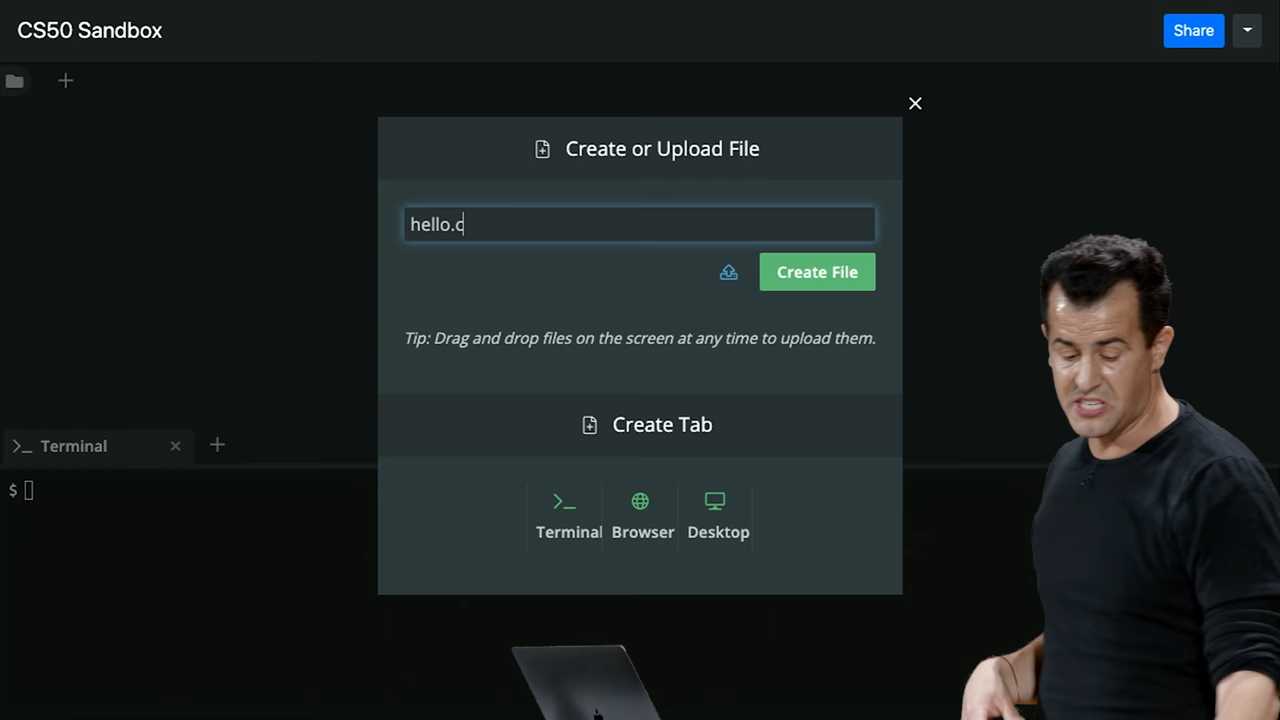 CS50 Sandbox
Share
Create or Upload File
hello.c
Create File
Tip: Drag and drop files on the screen at any time to upload them.
Terminal
$
Create Tab
Terminal
Browser
Desktop